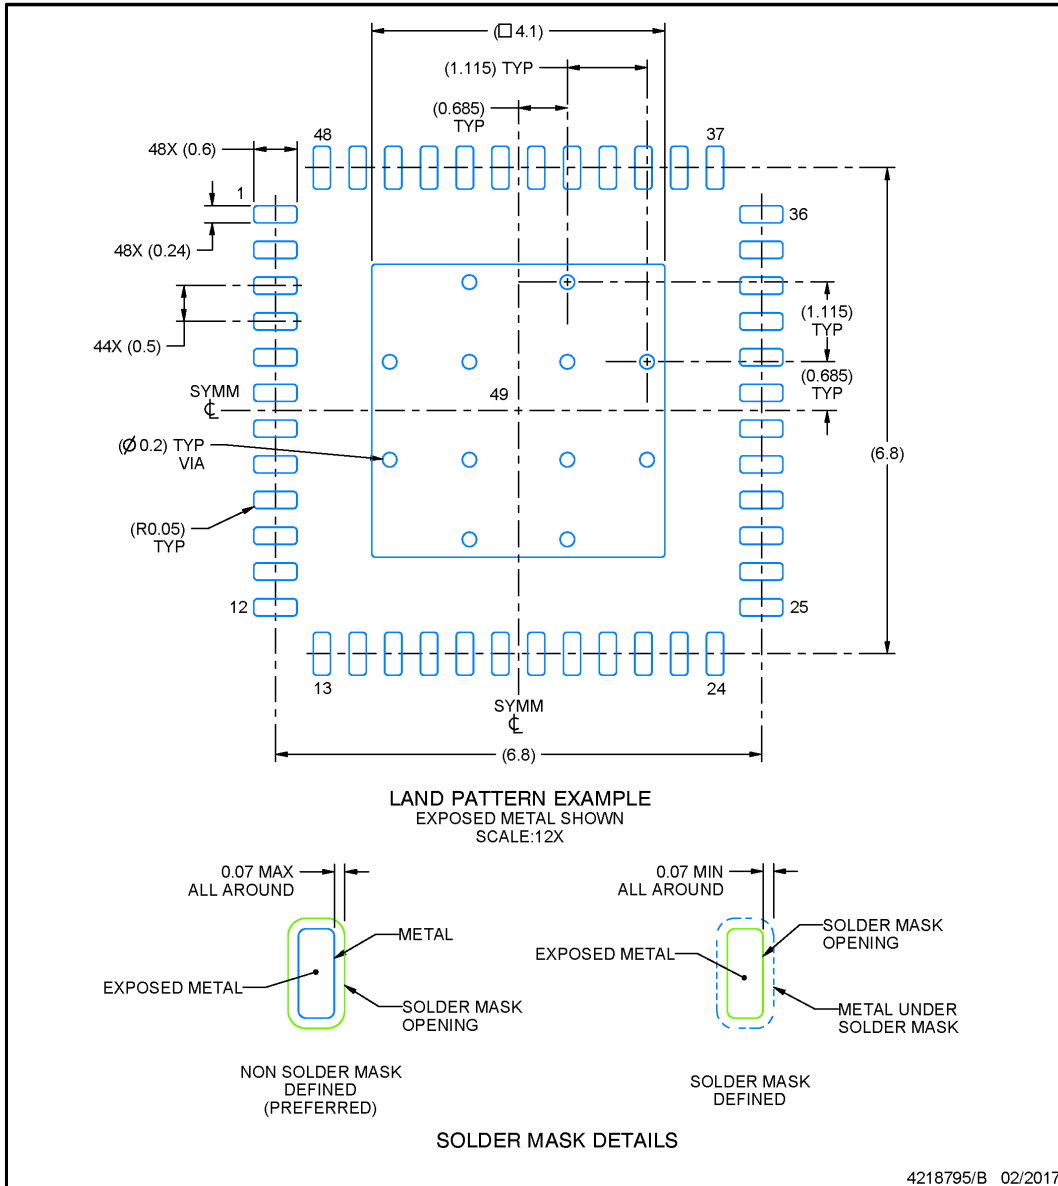 (□ 4.1)
(1.115) TYP
(0.685)
TYP
48X (0.6)
48
37
1
36
48X (0.24)
44X (0.5)
(1.115)
TYP
(0.685)
TYP
SYMM
℄
49
(Ø 0.2) TYP
VIA
(6.8)
(R0.05)
TYP
12
25
13
24
SYMM
℄
(6.8)
LAND PATTERN EXAMPLE
EXPOSED METAL SHOWN
SCALE:12X
0.07 MAX
ALL AROUND
METAL
EXPOSED METAL
SOLDER MASK
OPENING
NON SOLDER MASK
DEFINED
(PREFERRED)
0.07 MIN
ALL AROUND
SOLDER MASK
OPENING
EXPOSED METAL
METAL UNDER
SOLDER MASK
SOLDER MASK
DEFINED
SOLDER MASK DETAILS
4218795/B 02/2017